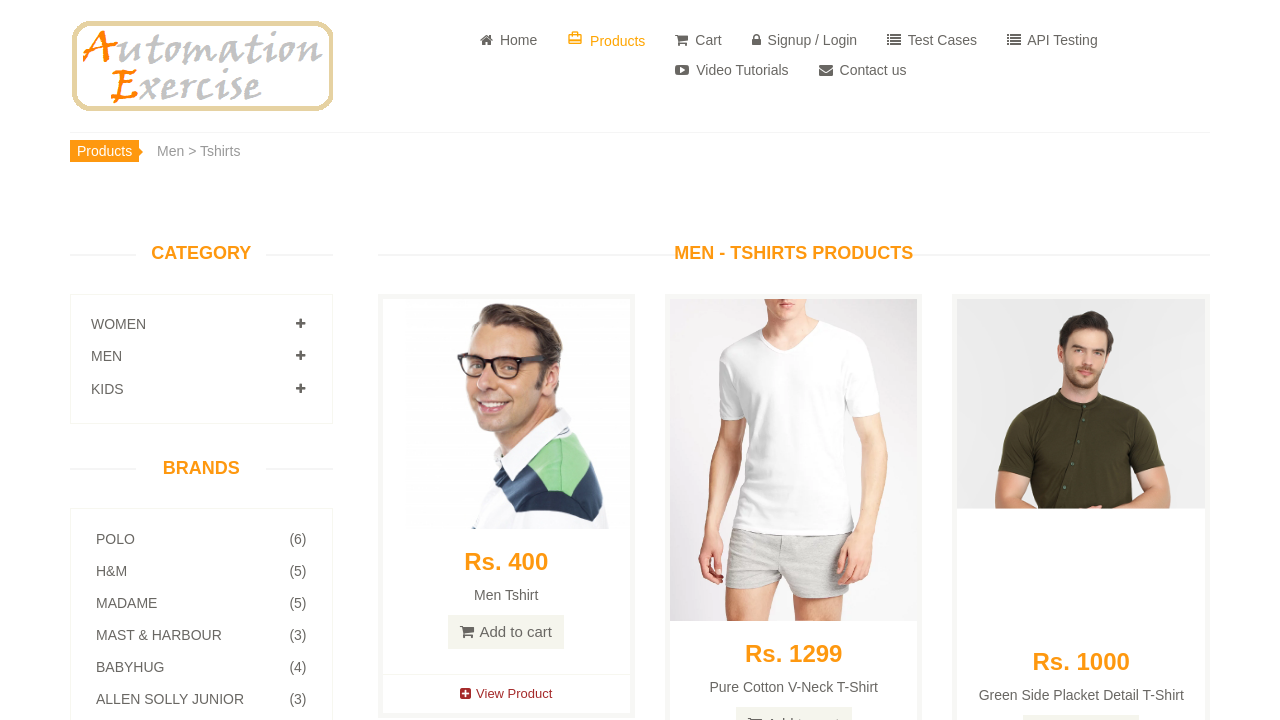 Automation
Exercise
Home
Products
Cart
Signup / Login
Test Cases
API Testing
Video Tutorials
Contact us
Products
Men > Tshirts
CATEGORY
WOMEN
MEN
KIDS
BRANDS
POLO (6)
H&M (5)
MADAME (5)
MAST & HARBOUR (3)
BABYHUG (4)
ALLEN SOLLY JUNIOR (3)
MEN - TSHIRTS PRODUCTS
Rs. 400
Men Tshirt
Add to cart
View Product
Rs. 1299
Pure Cotton V-Neck T-Shirt
Rs. 1000
Green Side Placket Detail T-Shirt